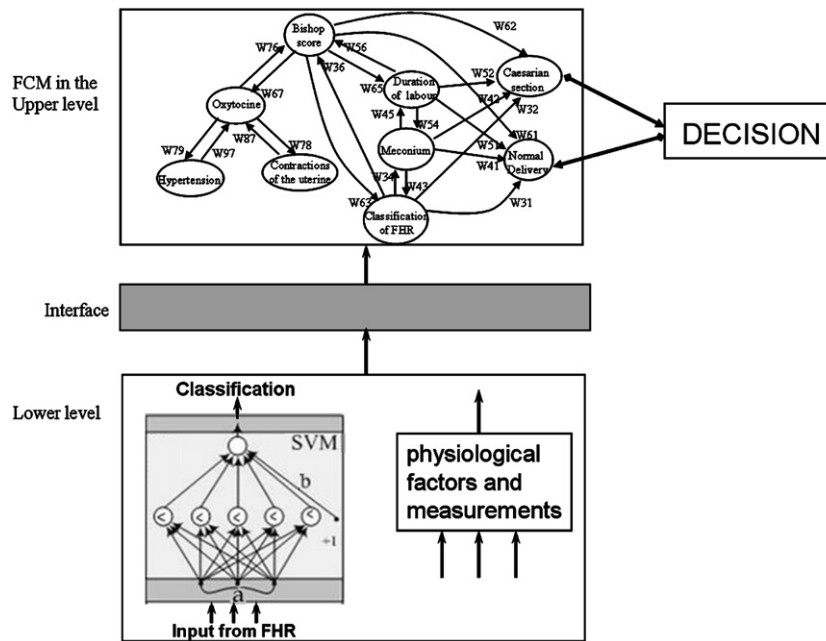 FCM in the
Upper level
Bishop
score
W62
W76
W56
W36
W65
Duration
of labour
W52
Caesarian
section
W67
Oxytocine
W45
W42
W32
W54
DECISION
W87
W61
W79
W97
W78
Meconium
W51
Normal
Delivery
W41
Hypertension
Contractions
of the uterine
W34
W43
W63
W31
Classification
of FHR
Interface
Lower level
Classification
SVM
b
<
<
<
<
<
+1
a
Input from FHR
physiological
factors and
measurements